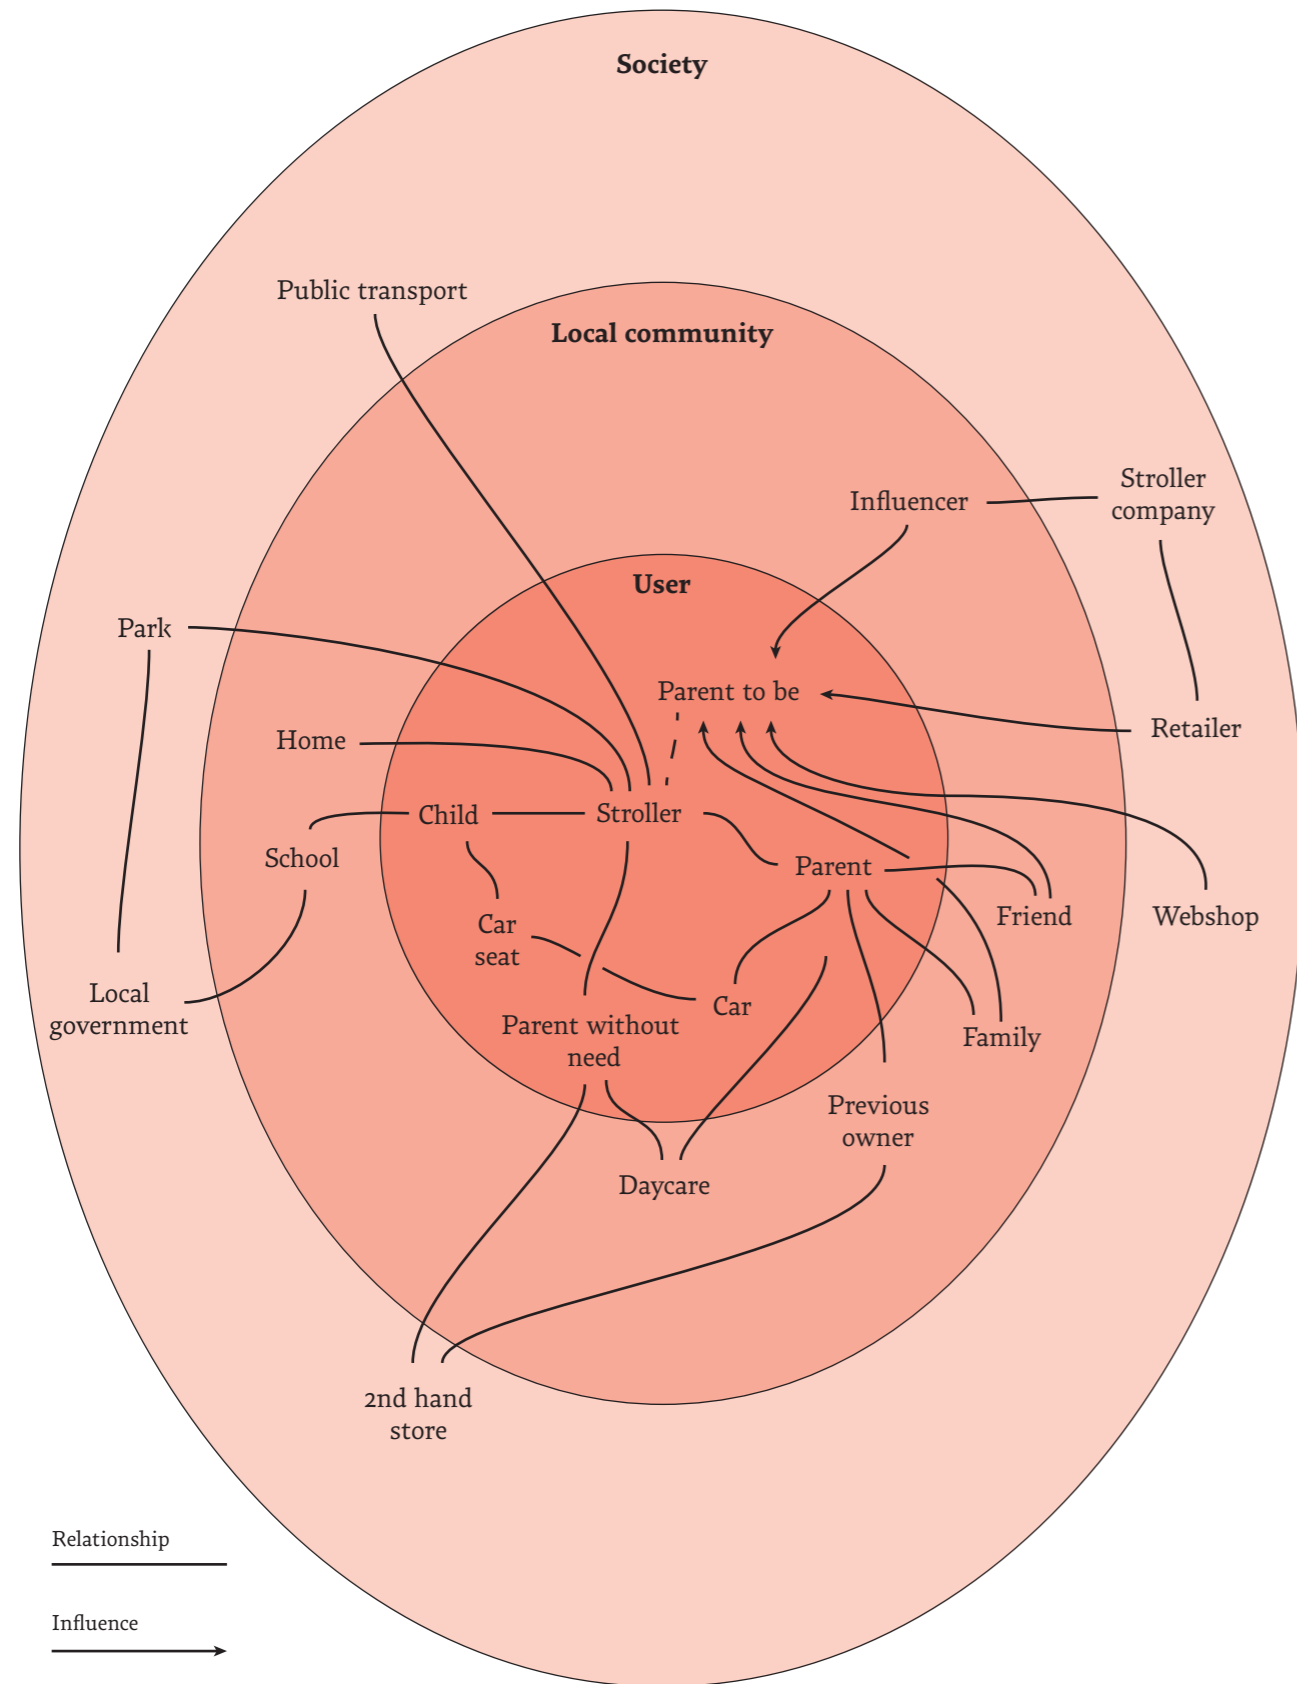 Society
Public transport
Local community
Influencer
Stroller
company
User
Park
Parent to be
Retailer
Home
Child
Stroller
School
Parent
Car
seat
Friend
Webshop
Local
government
Car
Parent without
need
Family
Previous
owner
Daycare
2nd hand
store
Relationship
Influence